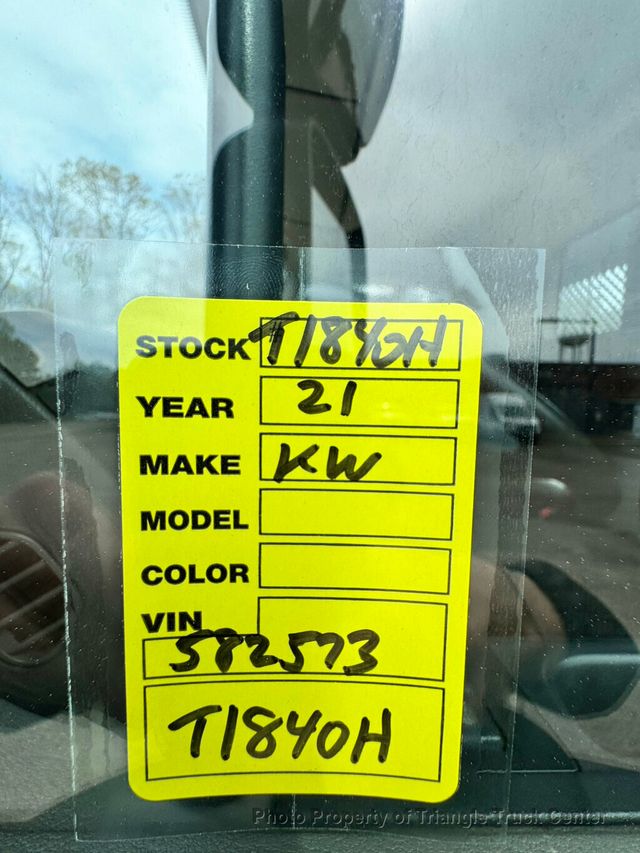 STOCK T1840H
YEAR 21
MAKE KW
MODEL
COLOR
VIN
582573
T1840H
Photo Property of Triangle Truck Center